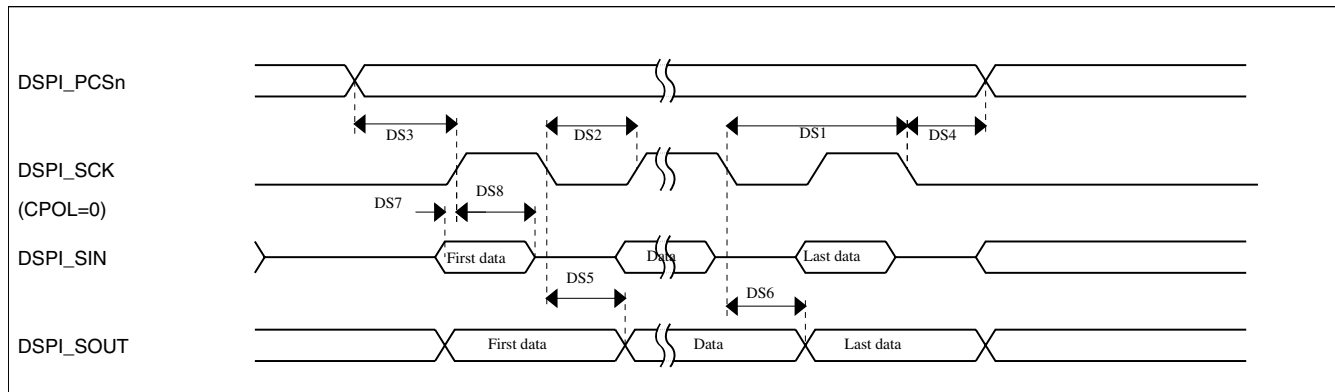 DSPI_PCSn
DS3
DS2
DS1
DS4
DSPI_SCK
(CPOL=0)
DS7
DS8
DSPI_SIN
First data
Data
Last data
DS5
DS6
DSPI_SOUT
First data
Data
Last data